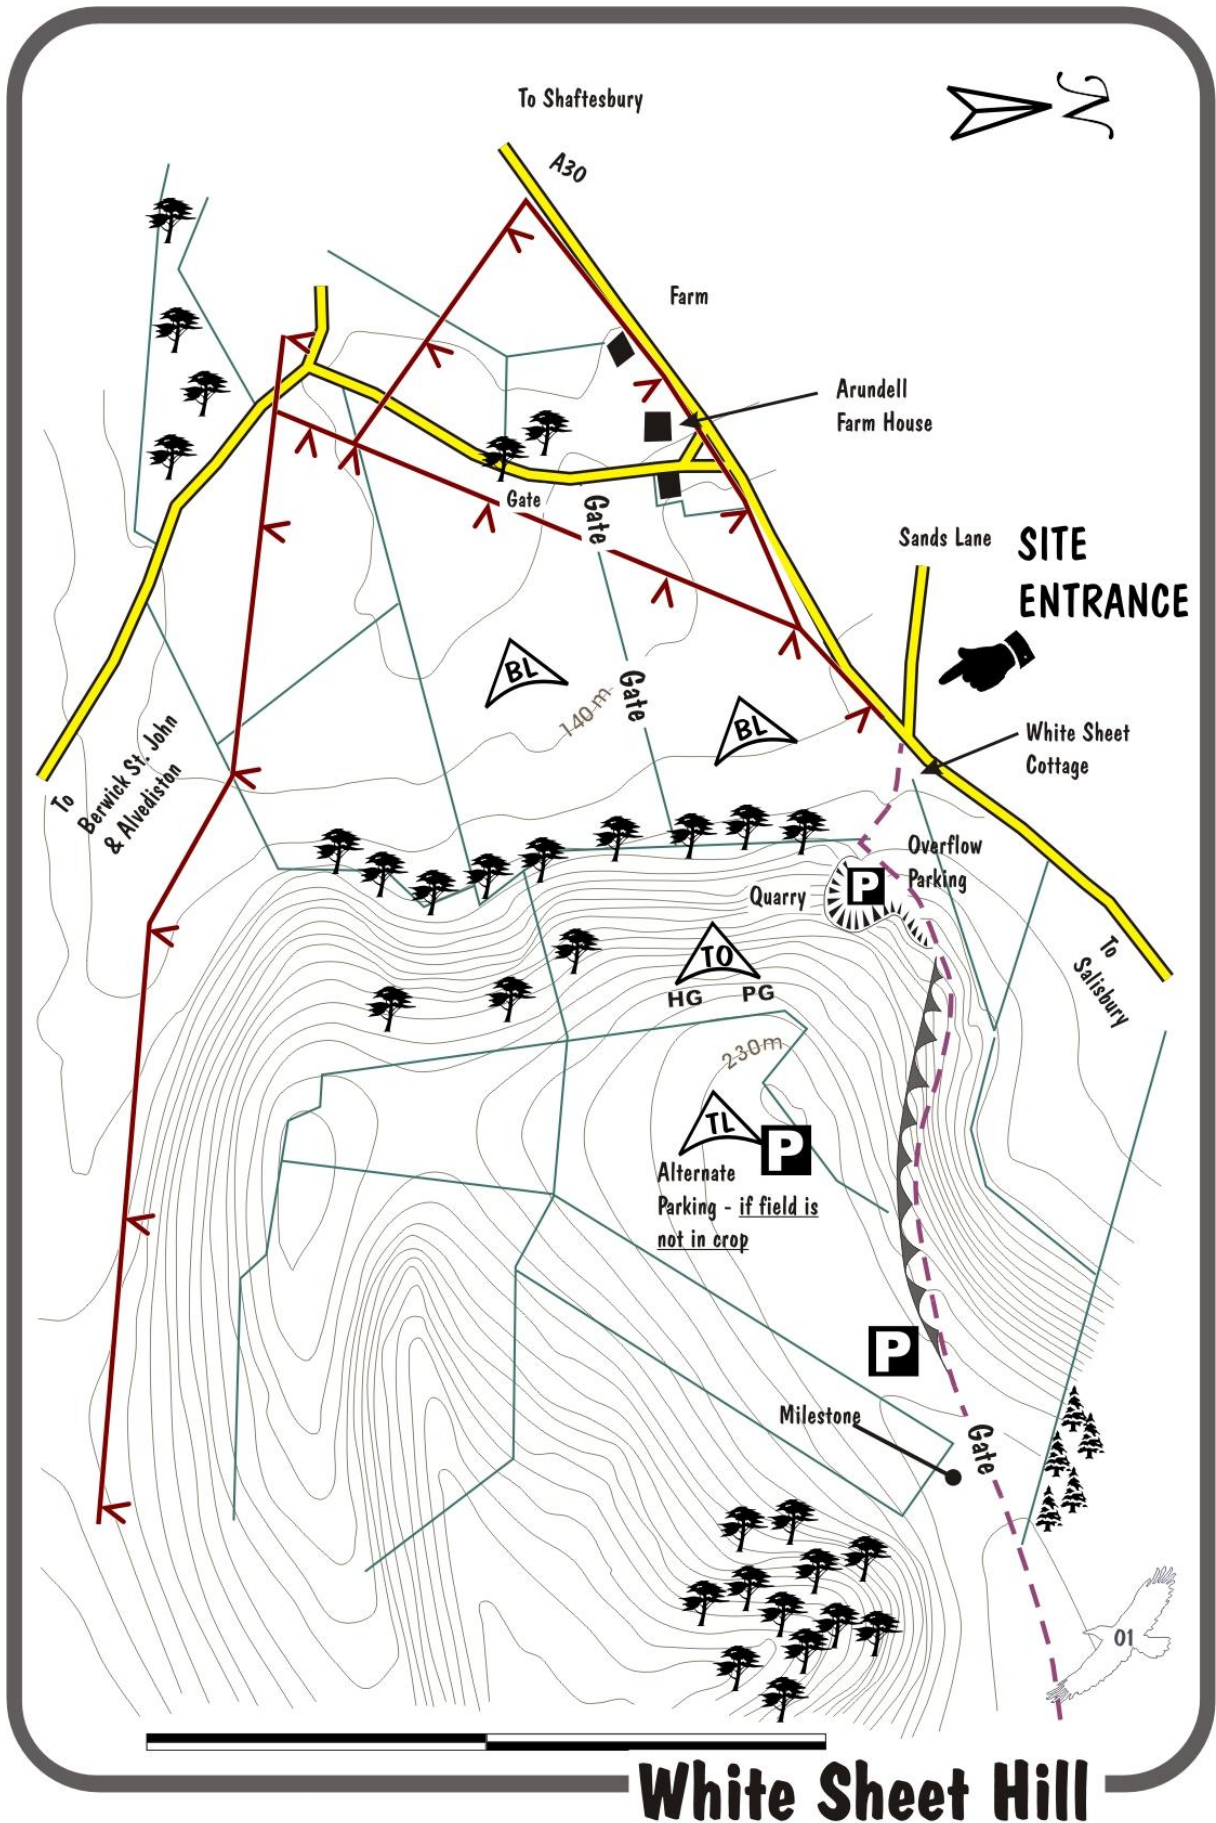 To Shaftesbury
N
A30
Farm
Arundell
Farm House
Gate
Gate
Sands Lane
SITE
ENTRANCE
BL
Gate
140 m
BL
White Sheet
Cottage
To
Berwick St. John
& Alvediston
Overflow
Parking
P
Quarry
TO
HG PG
To
Salisbury
230m
TL
P
Alternate
Parking - if field is
not in crop
P
Milestone
Gate
01
White Sheet Hill